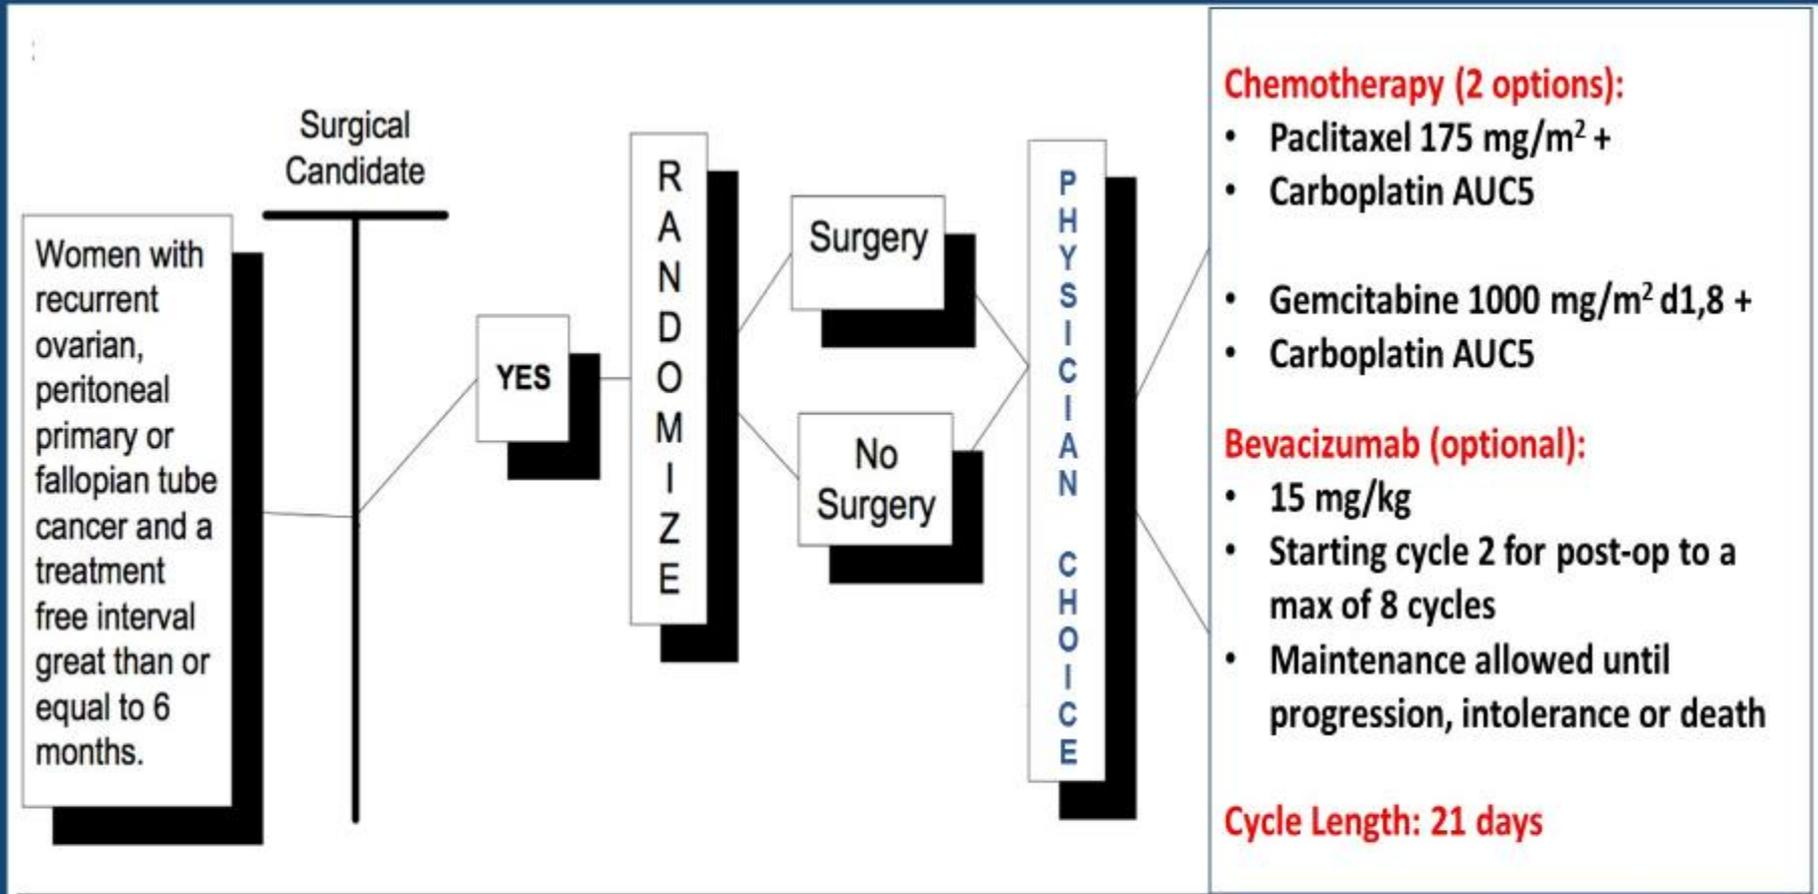 Women with
recurrent
ovarian,
peritoneal
primary or
fallopian tube
cancer and a
treatment
free interval
great than or
equal to 6
months.
Surgical
Candidate
YES
RANDOMIZE
Surgery
No
Surgery
PHYSICIAN CHOICE
Chemotherapy (2 options):
• Paclitaxel 175 mg/m² +
• Carboplatin AUC5
• Gemcitabine 1000 mg/m² d1,8 +
• Carboplatin AUC5
Bevacizumab (optional):
• 15 mg/kg
• Starting cycle 2 for post-op to a
max of 8 cycles
• Maintenance allowed until
progression, intolerance or death
Cycle Length: 21 days